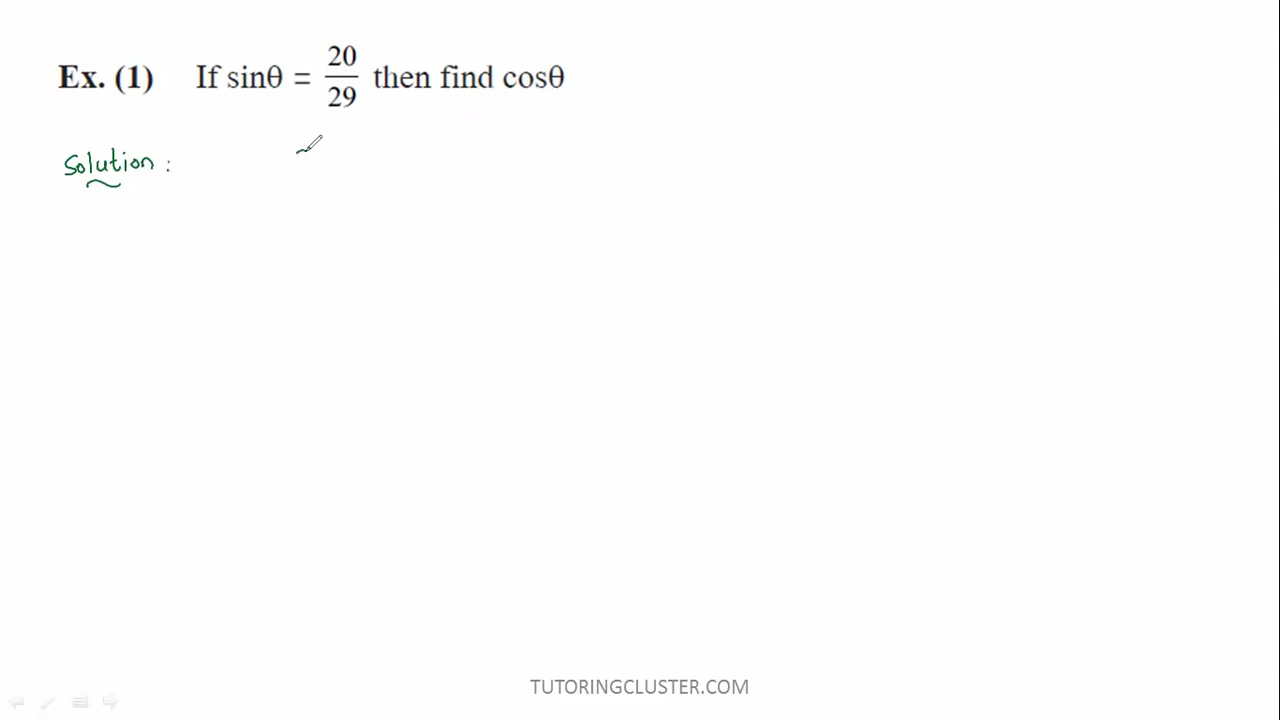 Ex. (1) If sinθ = 20/29 then find cosθ
Solution :
TUTORINGCLUSTER.COM